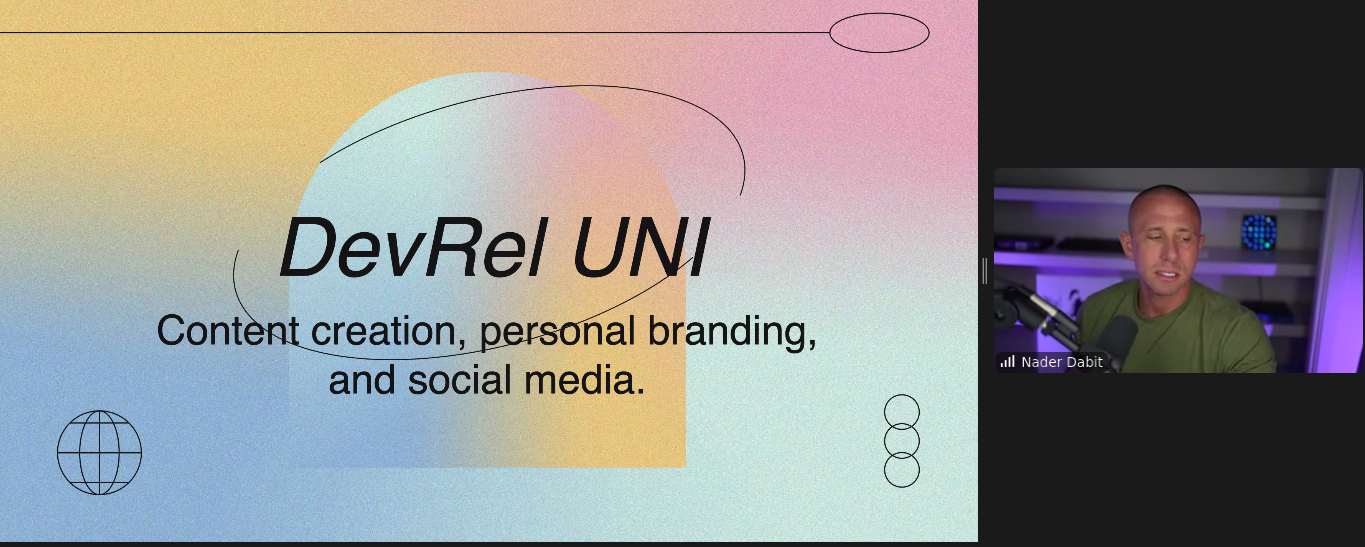 DevRel UNI
Content creation, personal branding,
and social media.
Nader Dabit